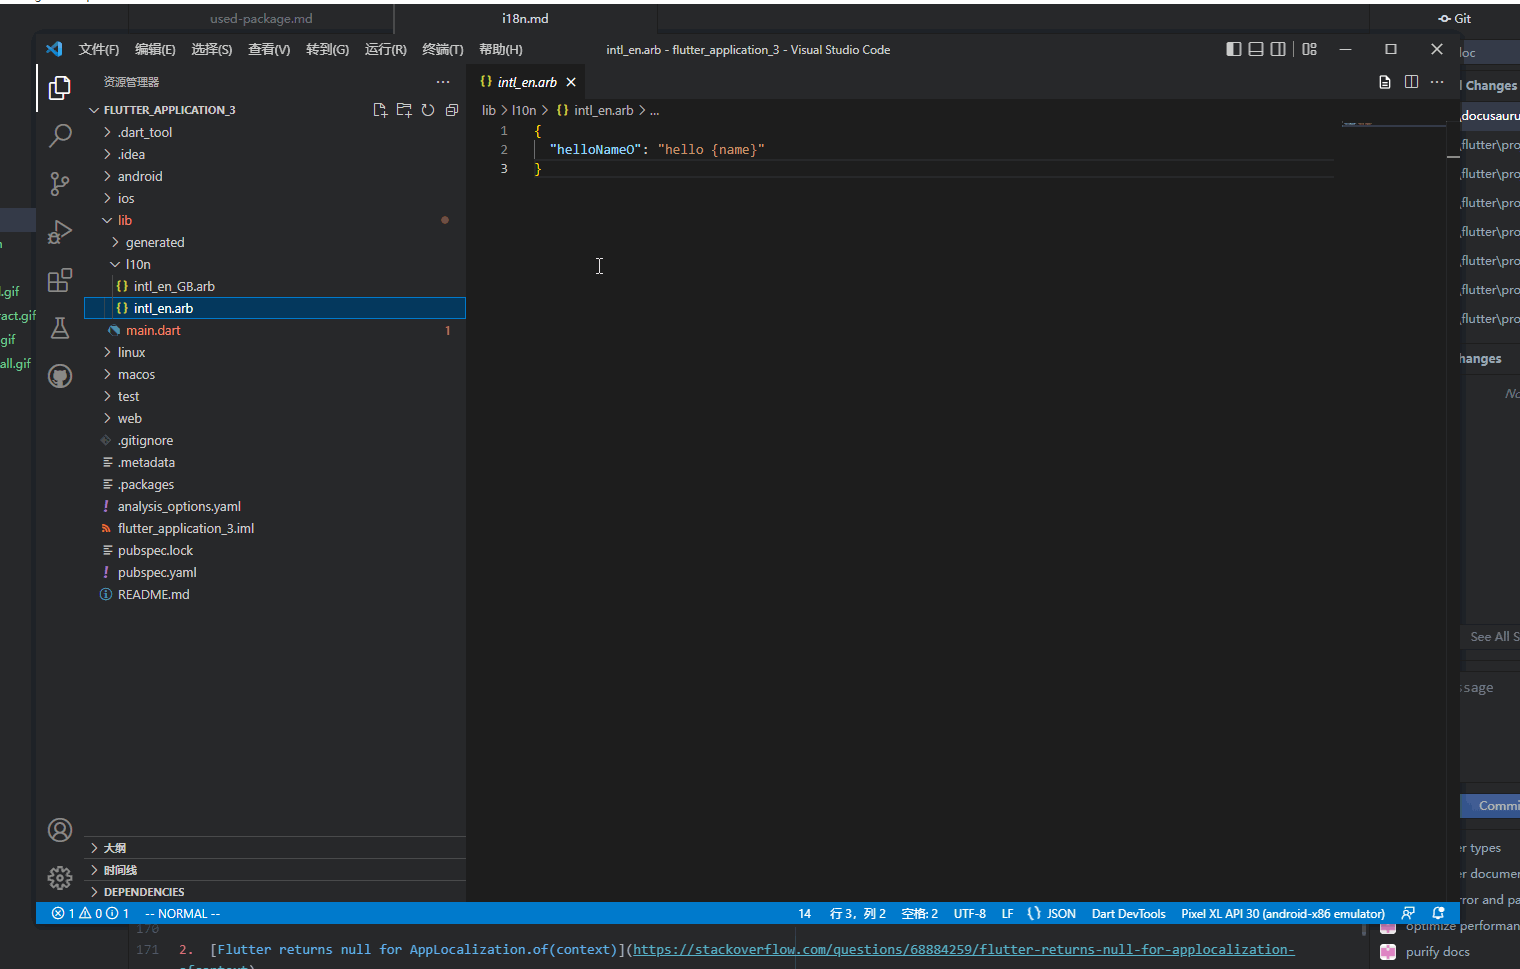 used-package.md
i18n.md
Git
文件(F) 编辑(E) 选择(S) 查看(V) 转到(G) 运行(R) 终端(T) 帮助(H)
intl_en.arb - flutter_application_3 - Visual Studio Code
资源管理器
FLUTTER_APPLICATION_3
.dart_tool
.idea
android
ios
lib
generated
l10n
intl_en_GB.arb
intl_en.arb
main.dart 1
linux
macos
test
web
.gitignore
.metadata
.packages
analysis_options.yaml
flutter_application_3.iml
pubspec.lock
pubspec.yaml
README.md
大纲
时间线
DEPENDENCIES
intl_en.arb
lib > l10n > {} intl_en.arb > ...
1 {
2 "helloNameO": "hello {name}"
3 }
.gif
act.gif
gif
all.gif
oc
Changes
docusauru
flutter\pro
flutter\pro
flutter\pro
flutter\pro
flutter\pro
flutter\pro
flutter\pro
hanges
No
See All S
ssage
Commi
er types
er documen
rror and pa
optimize performan
purify docs
1 0 1 -- NORMAL --
14 行 3，列 2 空格: 2 UTF-8 LF {} JSON Dart DevTools Pixel XL API 30 (android-x86 emulator)
170
171 2. [Flutter returns null for AppLocalization.of(context)](https://stackoverflow.com/questions/68884259/flutter-returns-null-for-applocalization-